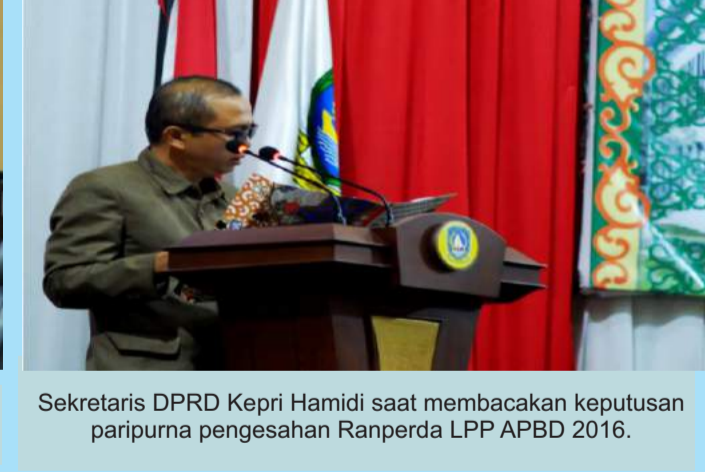 Sekretaris DPRD Kepri Hamidi saat membacakan keputusan
paripurna pengesahan Ranperda LPP APBD 2016.